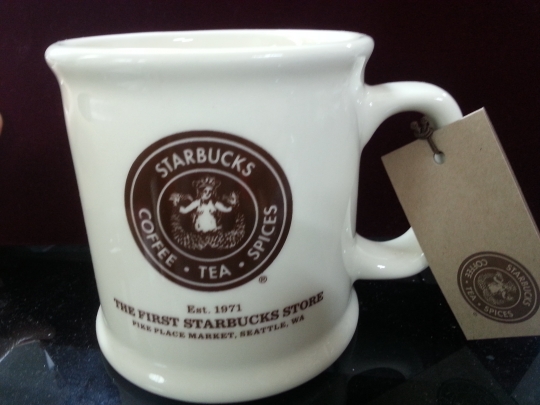 STARBUCKS
COFFEE • TEA • SPICES
®
Est. 1971
THE FIRST STARBUCKS STORE
PIKE PLACE MARKET, SEATTLE, WA
STARBUCKS
COFFEE • TEA • SPICES